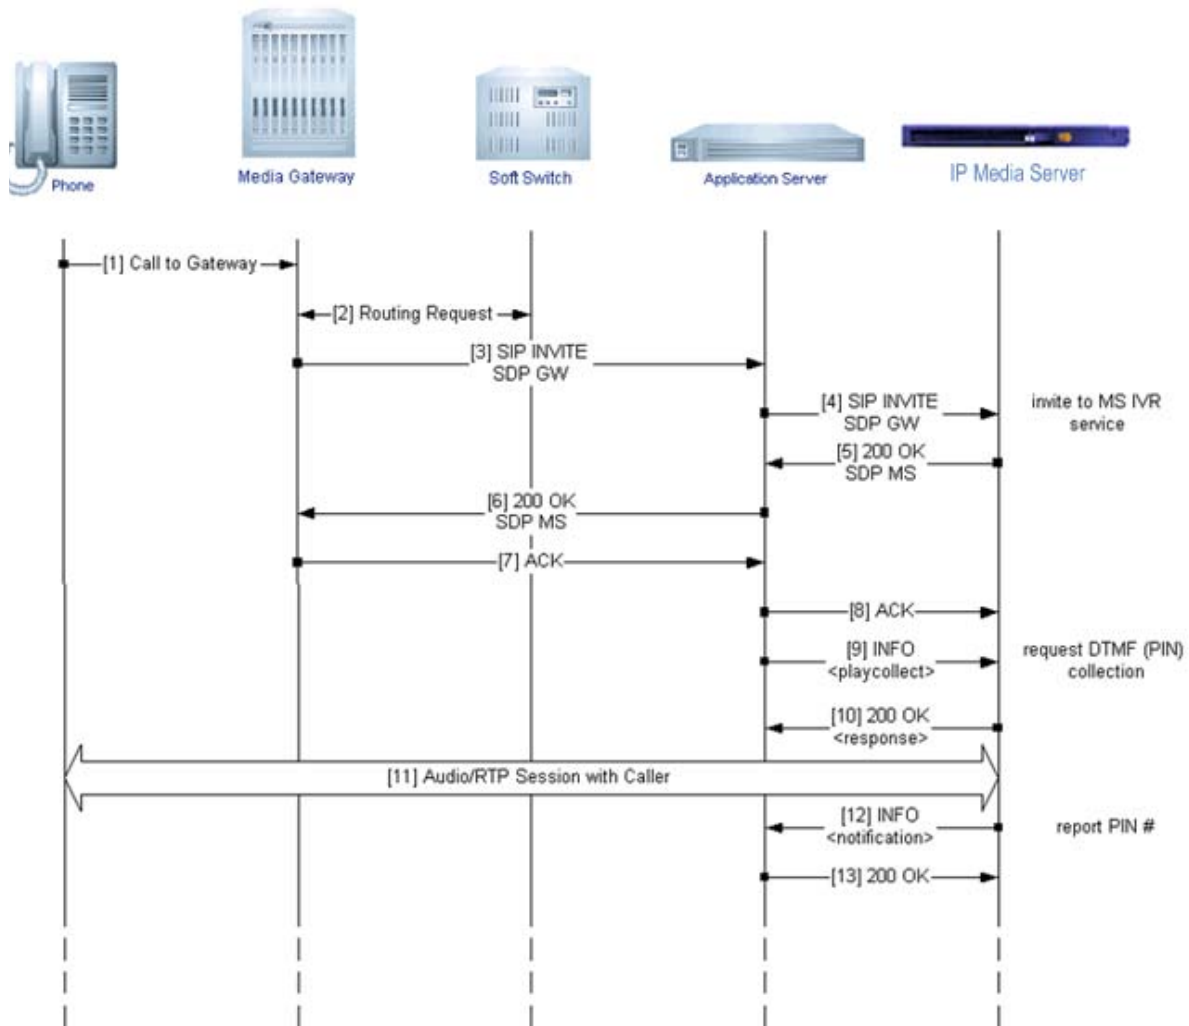 Phone
Media Gateway
Soft Switch
Application Server
IP Media Server
[1] Call to Gateway
[2] Routing Request
[3] SIP INVITE
SDP GW
[4] SIP INVITE
SDP GW
invite to MS IVR
service
[5] 200 OK
SDP MS
[6] 200 OK
SDP MS
[7] ACK
[8] ACK
[9] INFO
<playcollect>
request DTMF (PIN)
collection
[10] 200 OK
<response>
[11] Audio/RTP Session with Caller
[12] INFO
<notification>
report PIN #
[13] 200 OK